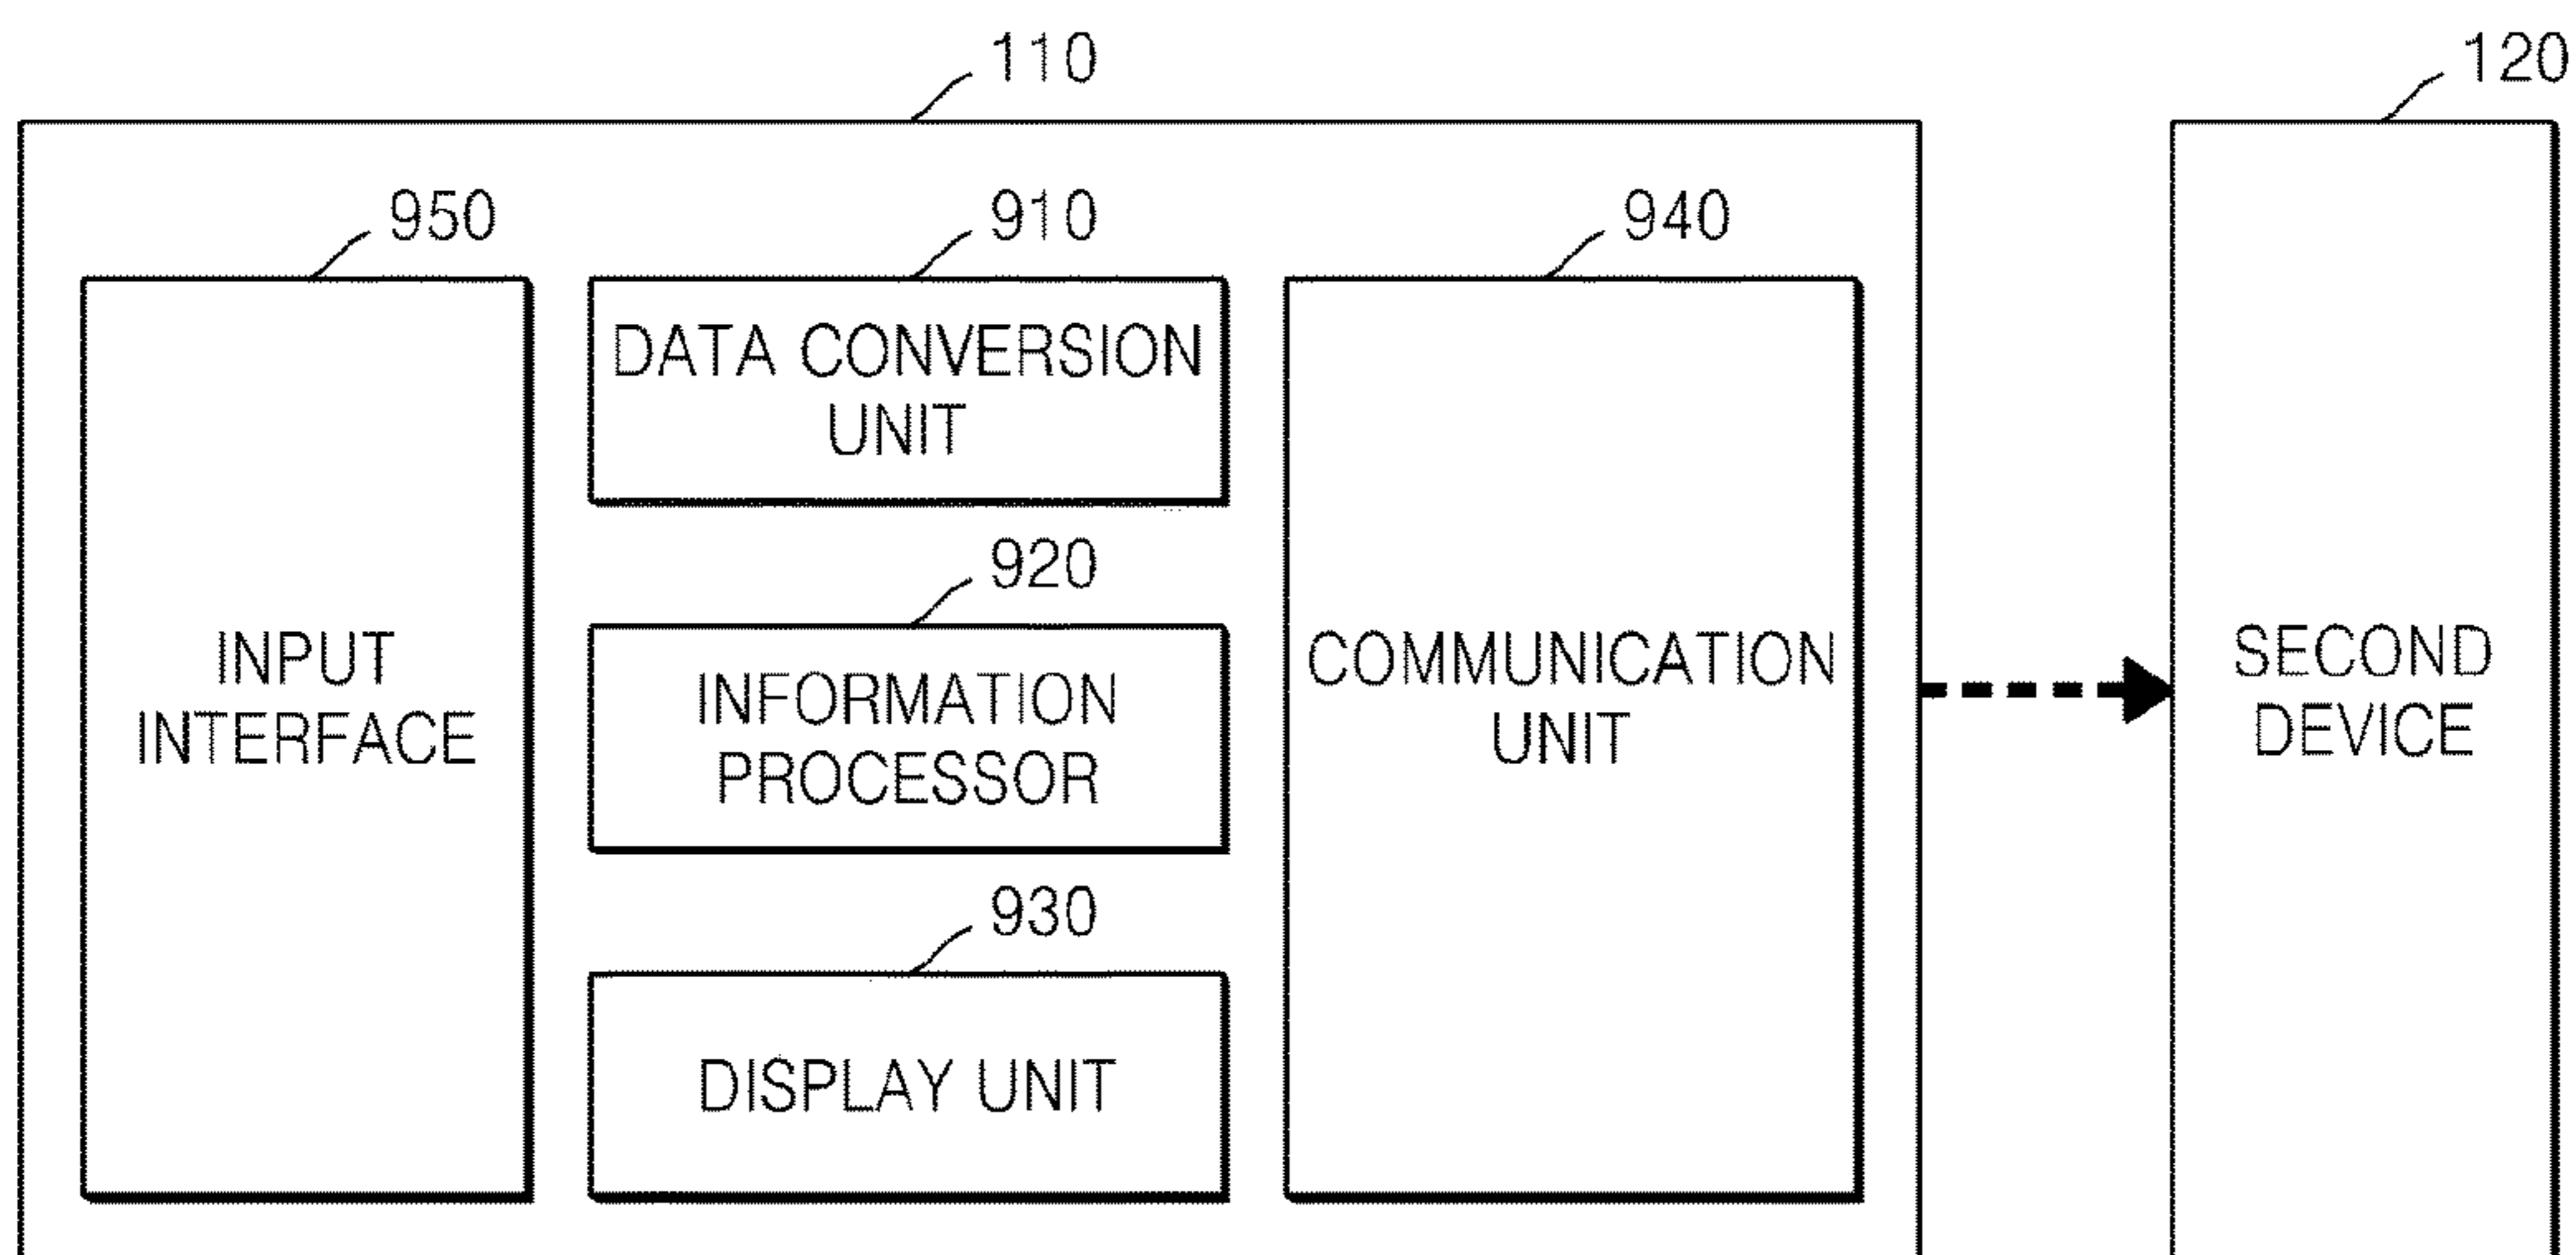 110
120
950
910
940
DATA CONVERSION
UNIT
920
INPUT
INTERFACE
INFORMATION
PROCESSOR
COMMUNICATION
UNIT
SECOND
DEVICE
930
DISPLAY UNIT